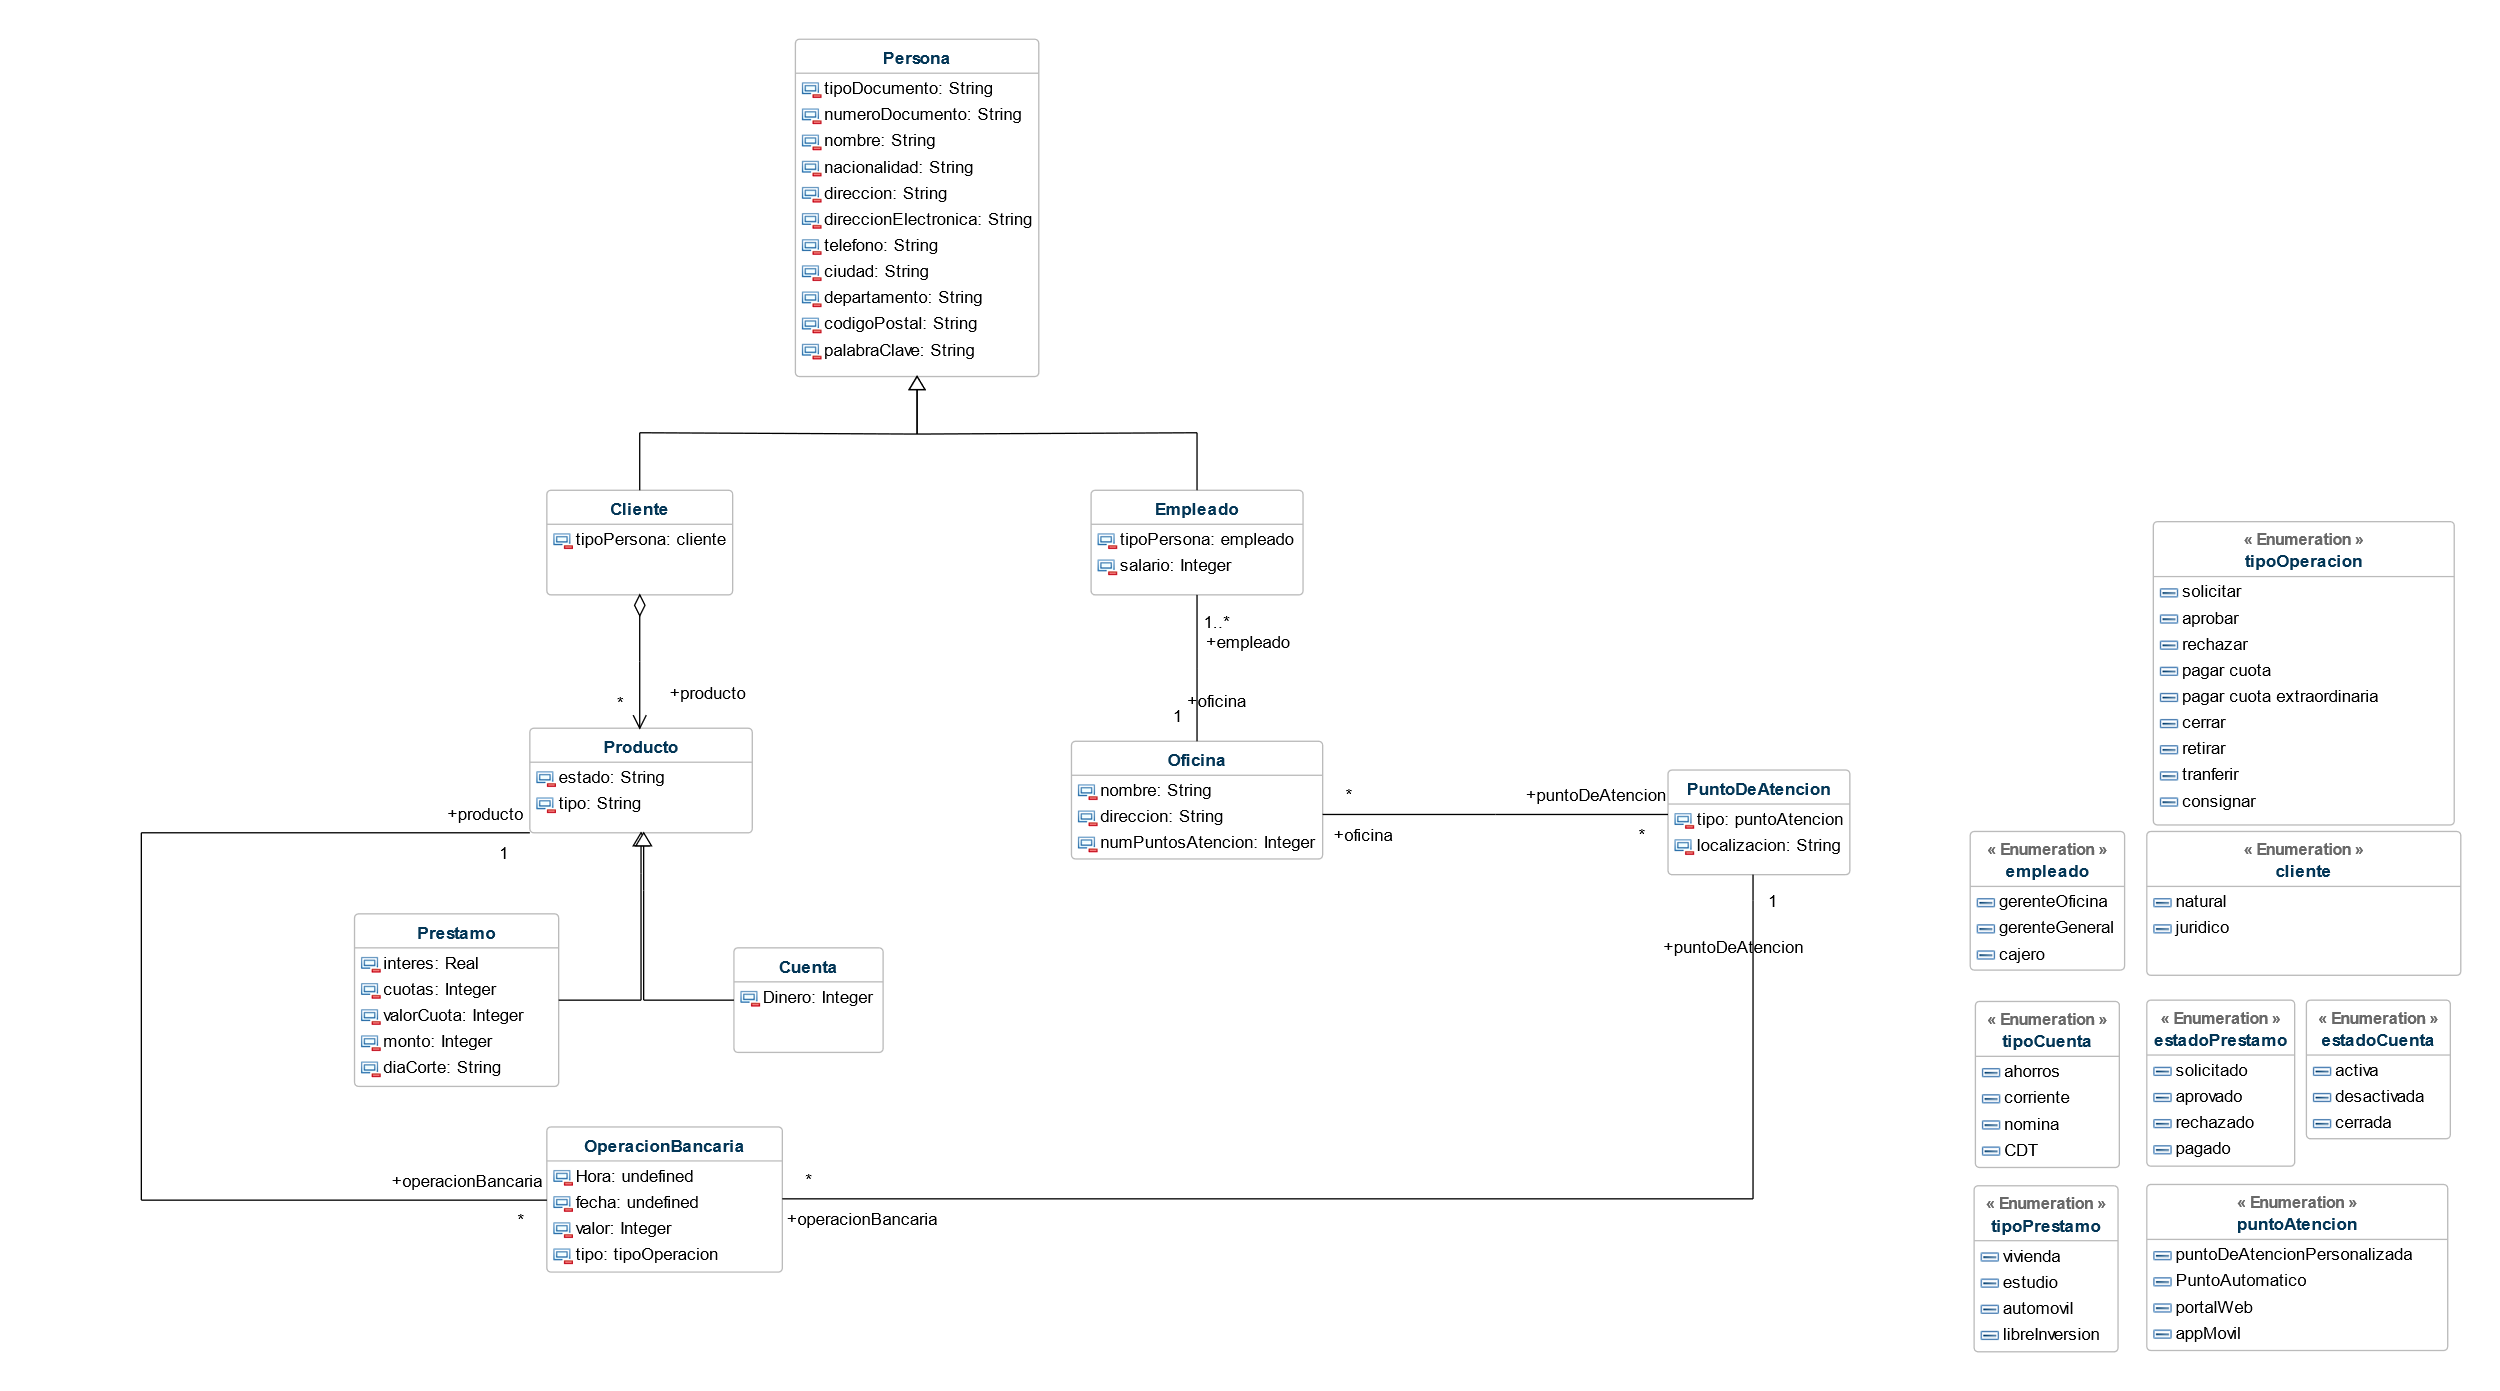 Persona
tipoDocumento: String
numeroDocumento: String
nombre: String
nacionalidad: String
direccion: String
direccionElectronica: String
telefono: String
ciudad: String
departamento: String
codigoPostal: String
palabraClave: String
Cliente
tipoPersona: cliente
Empleado
tipoPersona: empleado
salario: Integer
1..*
+empleado
+oficina
1
*
+producto
Producto
estado: String
tipo: String
+producto
1
Oficina
nombre: String
direccion: String
numPuntosAtencion: Integer
*
+oficina
+puntoDeAtencion
*
PuntoDeAtencion
tipo: puntoAtencion
localizacion: String
1
+puntoDeAtencion
Prestamo
interes: Real
cuotas: Integer
valorCuota: Integer
monto: Integer
diaCorte: String
Cuenta
Dinero: Integer
+operacionBancaria
*
OperacionBancaria
Hora: undefined
fecha: undefined
valor: Integer
tipo: tipoOperacion
*
+operacionBancaria
« Enumeration »
tipoOperacion
solicitar
aprobar
rechazar
pagar cuota
pagar cuota extraordinaria
cerrar
retirar
tranferir
consignar
« Enumeration »
empleado
gerenteOficina
gerenteGeneral
cajero
« Enumeration »
cliente
natural
juridico
« Enumeration »
tipoCuenta
ahorros
corriente
nomina
CDT
« Enumeration »
estadoPrestamo
solicitado
aprovado
rechazado
pagado
« Enumeration »
estadoCuenta
activa
desactivada
cerrada
« Enumeration »
tipoPrestamo
vivienda
estudio
automovil
libreInversion
« Enumeration »
puntoAtencion
puntoDeAtencionPersonalizada
PuntoAutomatico
portalWeb
appMovil